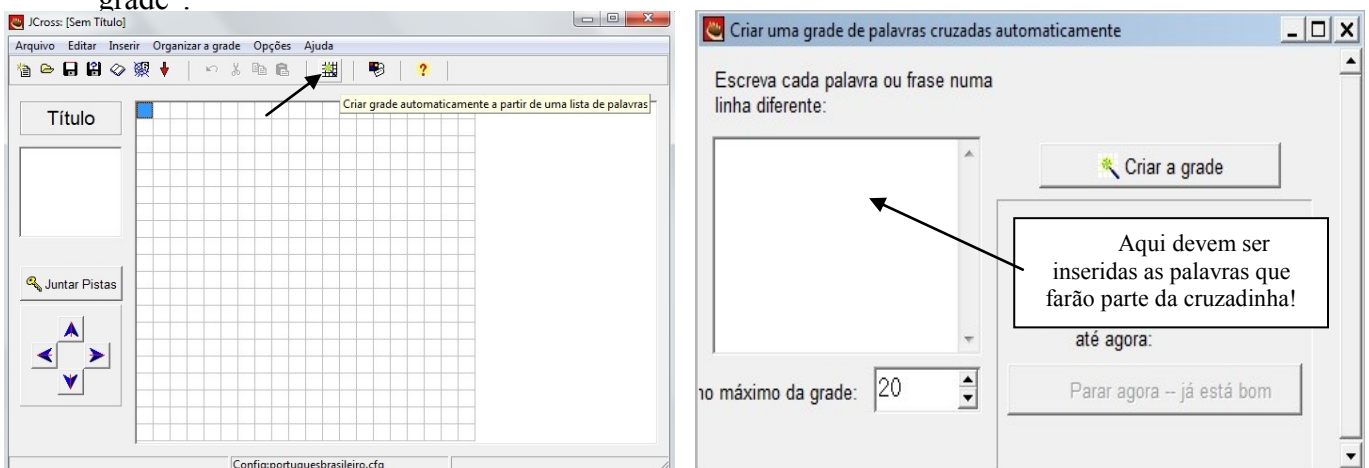 grade".
JCross: [Sem Título]
Arquivo Editar Inserir Organizar a grade Opções Ajuda
Criar grade automaticamente a partir de uma lista de palavras
Título
Juntar Pistas
Config:portuguesbrasileiro.cfg
Criar uma grade de palavras cruzadas automaticamente
Escreva cada palavra ou frase numa
linha diferente:
Criar a grade
Aqui devem ser
inseridas as palavras que
farão parte da cruzadinha!
até agora:
no máximo da grade: 20
Parar agora -- já está bom